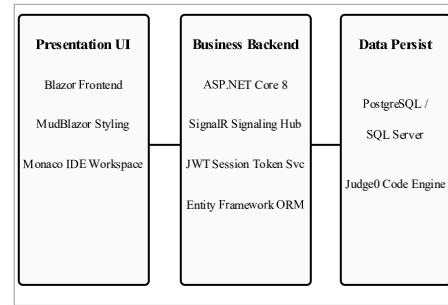 Presentation UI
Blazor Frontend
MudBlazor Styling
Monaco IDE Workspace
Business Backend
ASP.NET Core 8
SignalR Signaling Hub
JWT Session Token Svc
Entity Framework ORM
Data Persist
PostgreSQL /
SQL Server
Judge0 Code Engine